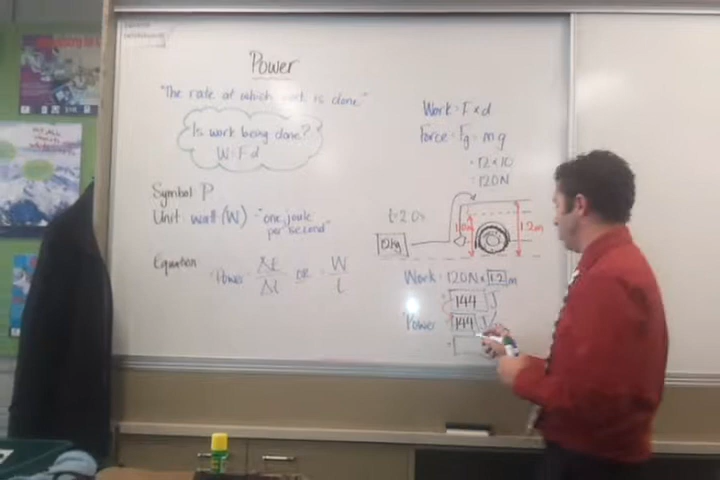 Power
"The rate at which work is done."
Is work being done?
W = Fd
Symbol P
Unit: watt (W) = "one joule
per second"
Equation
Power = ΔE / Δt OR = W / t
Work = F x d
Force = Fg = mg
= 12 x 10
= 120N
t = 2.0s
12kg
1.0m
1.2m
Work = 120N x 1.2 m
= 144 J
Power = 144 J/
=